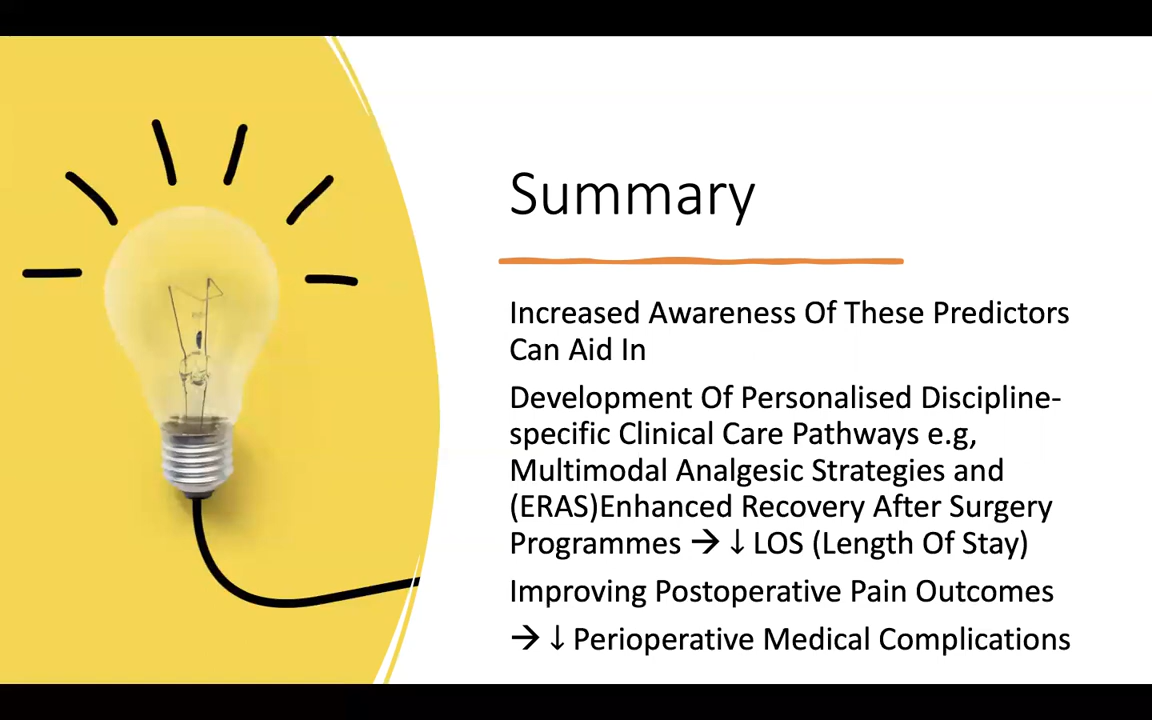 Summary
Increased Awareness Of These Predictors
Can Aid In
Development Of Personalised Discipline-
specific Clinical Care Pathways e.g,
Multimodal Analgesic Strategies and
(ERAS)Enhanced Recovery After Surgery
Programmes → ↓ LOS (Length Of Stay)
Improving Postoperative Pain Outcomes
→ ↓ Perioperative Medical Complications